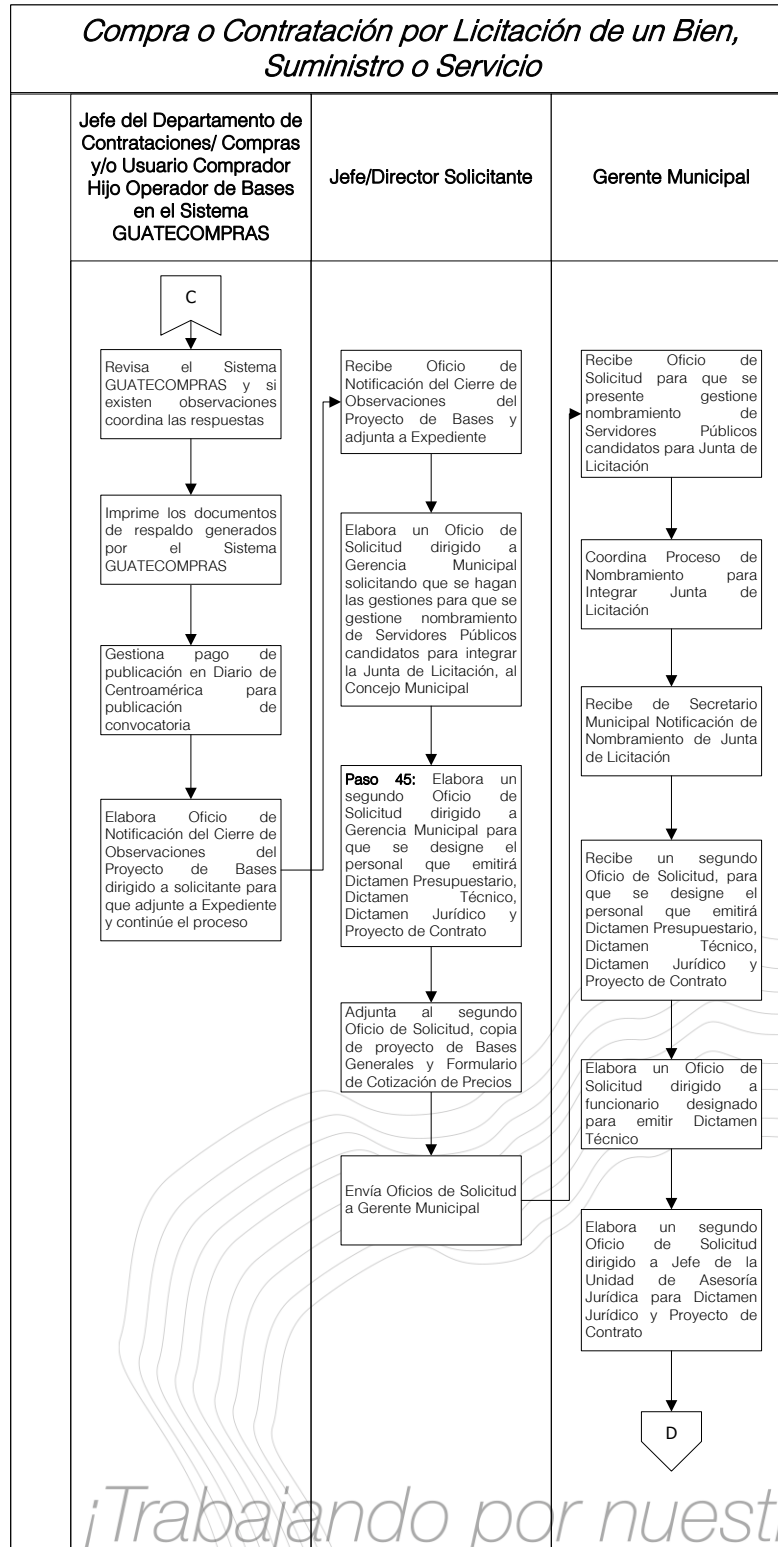 Compra o Contratación por Licitación de un Bien,
Suministro o Servicio
Jefe del Departamento de
Contrataciones/ Compras
y/o Usuario Comprador
Hijo Operador de Bases
en el Sistema
GUATECOMPRAS
Jefe/Director Solicitante
Gerente Municipal
C
Revisa el Sistema
GUATECOMPRAS y si
existen observaciones
coordina las respuestas
Imprime los documentos
de respaldo generados
por el Sistema
GUATECOMPRAS
Gestiona pago de
publicación en Diario de
Centroamérica para
publicación de
convocatoria
Elabora Oficio de
Notificación del Cierre de
Observaciones del
Proyecto de Bases
dirigido a solicitante para
que adjunte a Expediente
y continúe el proceso
Recibe Oficio de
Notificación del Cierre de
Observaciones del
Proyecto de Bases y
adjunta a Expediente
Elabora un Oficio de
Solicitud dirigido a
Gerencia Municipal
solicitando que se hagan
las gestiones para que se
gestione nombramiento
de Servidores Públicos
candidatos para integrar
la Junta de Licitación, al
Concejo Municipal
Paso 45: Elabora un
segundo Oficio de
Solicitud dirigido a
Gerencia Municipal para
que se designe el
personal que emitirá
Dictamen Presupuestario,
Dictamen Técnico,
Dictamen Jurídico y
Proyecto de Contrato
Adjunta al segundo
Oficio de Solicitud, copia
de proyecto de Bases
Generales y Formulario
de Cotización de Precios
Envía Oficios de Solicitud
a Gerente Municipal
Recibe Oficio de
Solicitud para que se
presente gestione
nombramiento de
Servidores Públicos
candidatos para Junta de
Licitación
Coordina Proceso de
Nombramiento para
Integrar Junta de
Licitación
Recibe de Secretario
Municipal Notificación de
Nombramiento de Junta
de Licitación
Recibe un segundo
Oficio de Solicitud, para
que se designe el
personal que emitirá
Dictamen Presupuestario,
Dictamen Técnico,
Dictamen Jurídico y
Proyecto de Contrato
Elabora un Oficio de
Solicitud dirigido a
funcionario designado
para emitir Dictamen
Técnico
Elabora un segundo
Oficio de Solicitud
dirigido a Jefe de la
Unidad de Asesoría
Jurídica para Dictamen
Jurídico y Proyecto de
Contrato
D
¡Trabajando por nuest